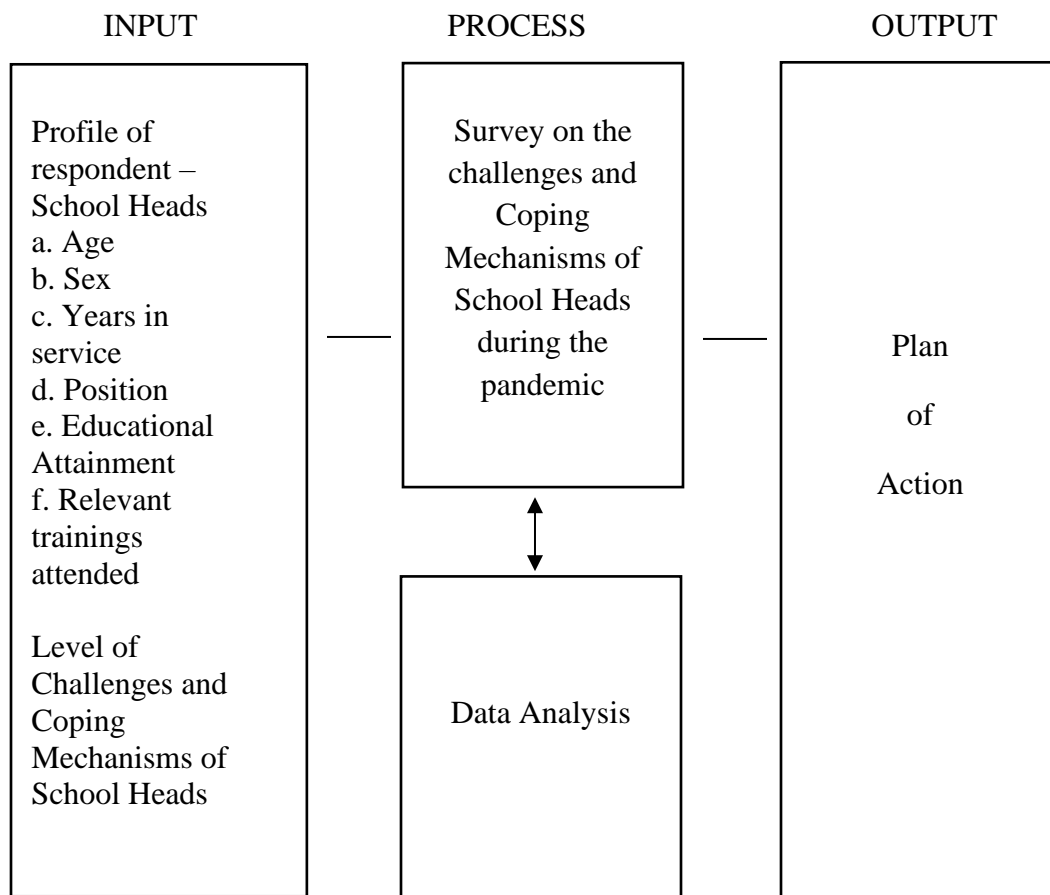 INPUT
PROCESS
OUTPUT
Profile of
respondent –
School Heads
a. Age
b. Sex
c. Years in
service
d. Position
e. Educational
Attainment
f. Relevant
trainings
attended
Level of
Challenges and
Coping
Mechanisms of
School Heads
Survey on the
challenges and
Coping
Mechanisms of
School Heads
during the
pandemic
Data Analysis
Plan
of
Action